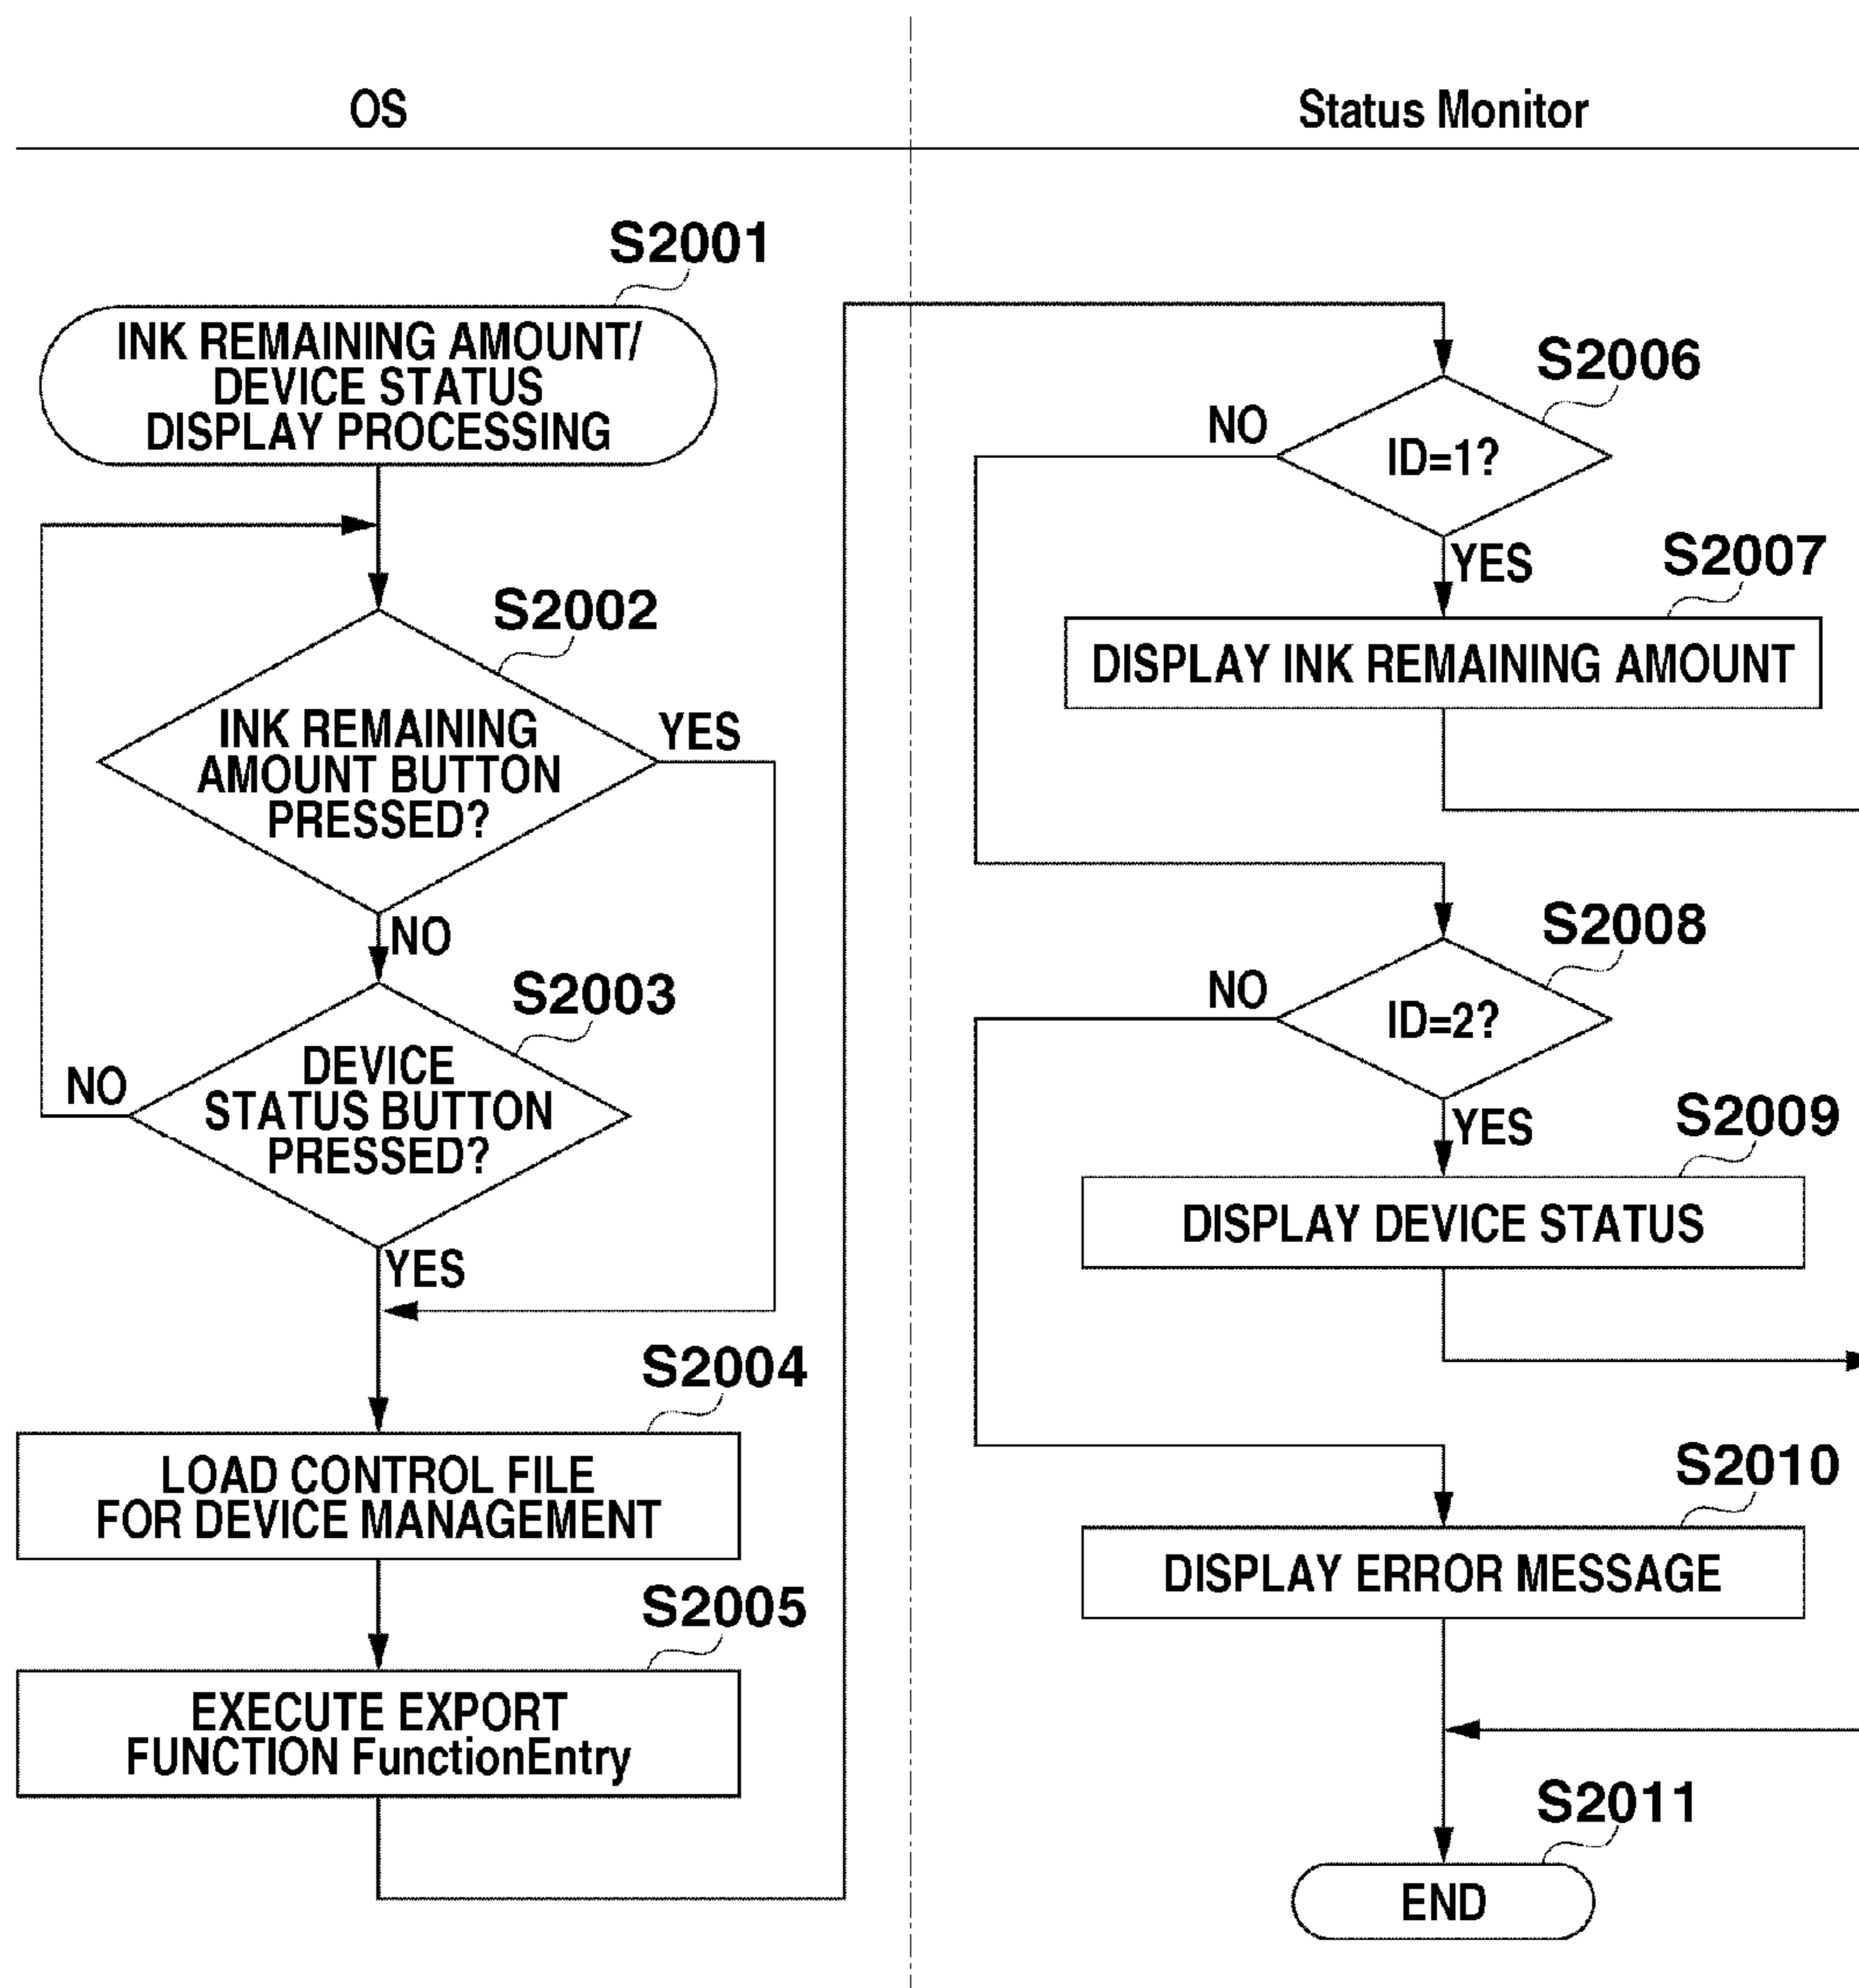 OS
Status Monitor
S2001
INK REMAINING AMOUNT/
DEVICE STATUS
DISPLAY PROCESSING
S2002
INK REMAINING
AMOUNT BUTTON
PRESSED?
YES
NO
S2003
DEVICE
STATUS BUTTON
PRESSED?
NO
YES
S2004
LOAD CONTROL FILE
FOR DEVICE MANAGEMENT
S2005
EXECUTE EXPORT
FUNCTION FunctionEntry
S2006
ID=1?
NO
YES
S2007
DISPLAY INK REMAINING AMOUNT
S2008
ID=2?
NO
YES
S2009
DISPLAY DEVICE STATUS
S2010
DISPLAY ERROR MESSAGE
S2011
END